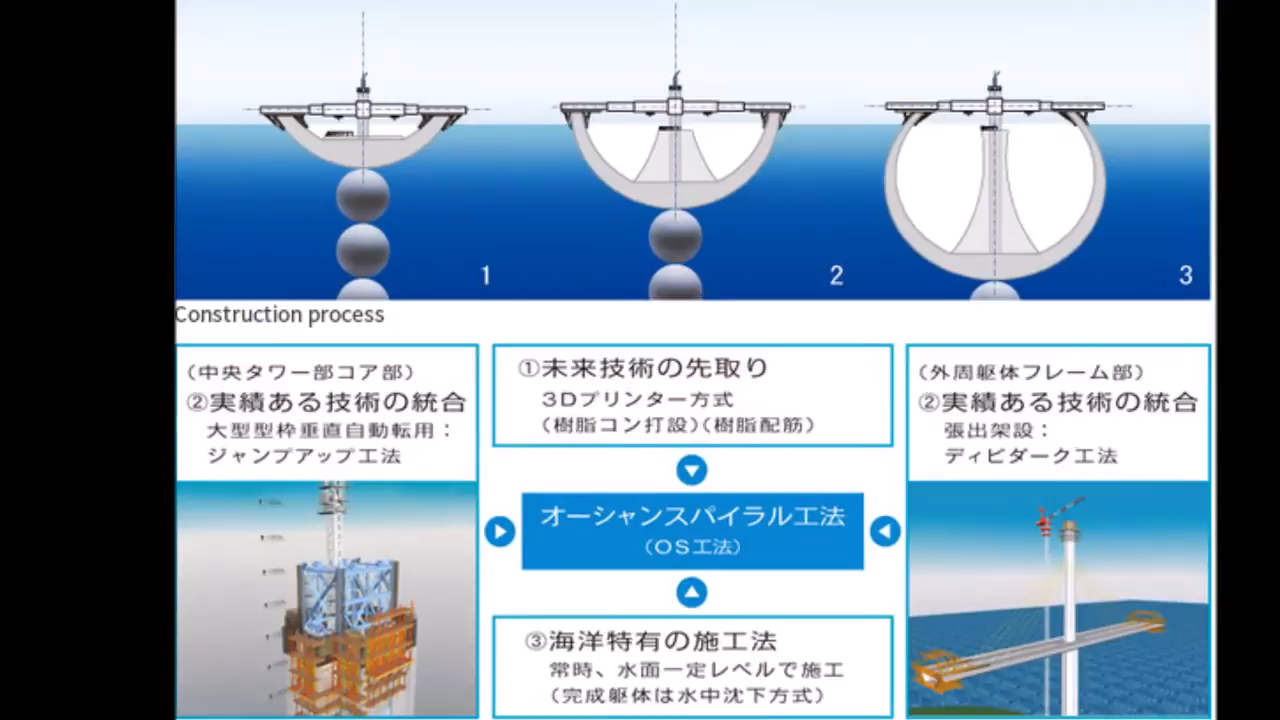 1
2
3
Construction process
（中央タワー部コア部）
②実績ある技術の統合
大型型枠垂直自動転用：
ジャンプアップ工法
①未来技術の先取り
3Dプリンター方式
（樹脂コン打設）（樹脂配筋）
（外周躯体フレーム部）
②実績ある技術の統合
張出架設：
ディビダーク工法
オーシャンスパイラル工法
（OS工法）
③海洋特有の施工法
常時、水面一定レベルで施工
（完成躯体は水中沈下方式）